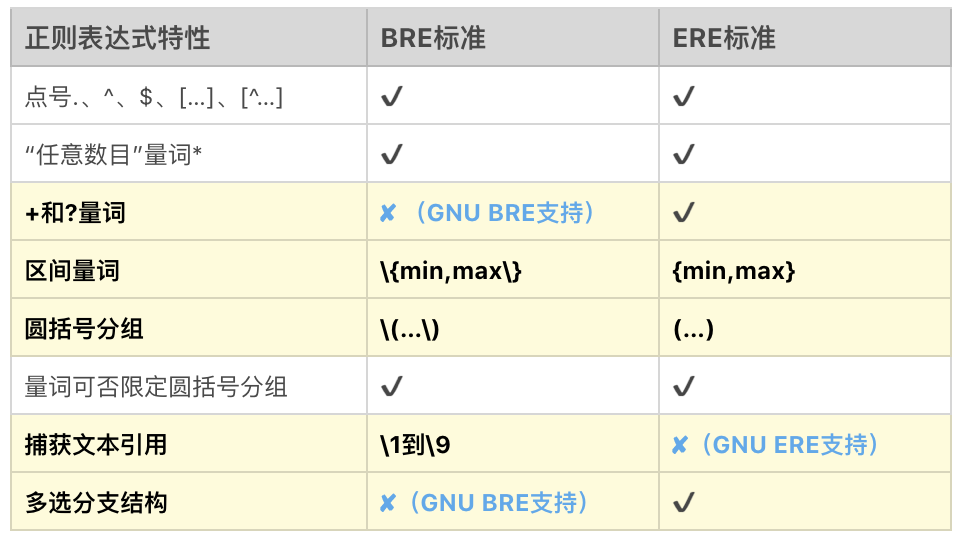 正则表达式特性 BRE标准 ERE标准
点号.、^、$、[…]、[^…] ✔ ✔
“任意数目”量词* ✔ ✔
+和?量词 ✘（GNU BRE支持） ✔
区间量词 \{min,max\} {min,max}
圆括号分组 \(…\) (…)
量词可否限定圆括号分组 ✔ ✔
捕获文本引用 \1到\9 ✘（GNU ERE支持）
多选分支结构 ✘（GNU BRE支持） ✔